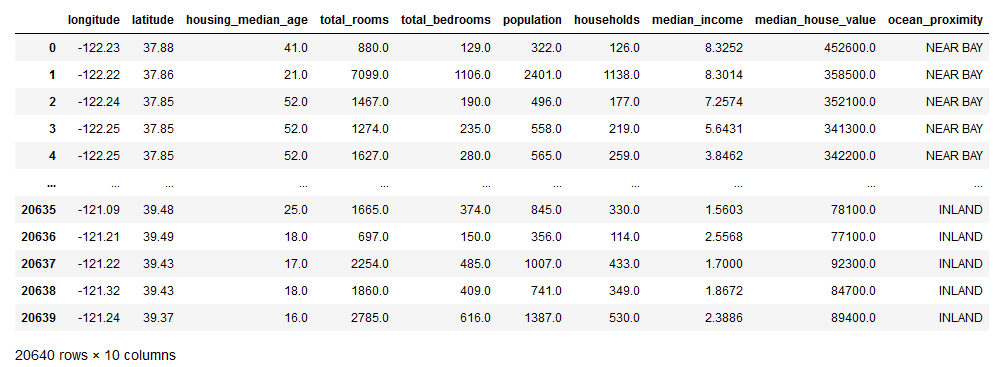 longitude latitude housing_median_age total_rooms total_bedrooms population households median_income median_house_value ocean_proximity
0 -122.23 37.88 41.0 880.0 129.0 322.0 126.0 8.3252 452600.0 NEAR BAY
1 -122.22 37.86 21.0 7099.0 1106.0 2401.0 1138.0 8.3014 358500.0 NEAR BAY
2 -122.24 37.85 52.0 1467.0 190.0 496.0 177.0 7.2574 352100.0 NEAR BAY
3 -122.25 37.85 52.0 1274.0 235.0 558.0 219.0 5.6431 341300.0 NEAR BAY
4 -122.25 37.85 52.0 1627.0 280.0 565.0 259.0 3.8462 342200.0 NEAR BAY
... ... ... ... ... ... ... ... ... ... ...
20635 -121.09 39.48 25.0 1665.0 374.0 845.0 330.0 1.5603 78100.0 INLAND
20636 -121.21 39.49 18.0 697.0 150.0 356.0 114.0 2.5568 77100.0 INLAND
20637 -121.22 39.43 17.0 2254.0 485.0 1007.0 433.0 1.7000 92300.0 INLAND
20638 -121.32 39.43 18.0 1860.0 409.0 741.0 349.0 1.8672 84700.0 INLAND
20639 -121.24 39.37 16.0 2785.0 616.0 1387.0 530.0 2.3886 89400.0 INLAND
20640 rows × 10 columns